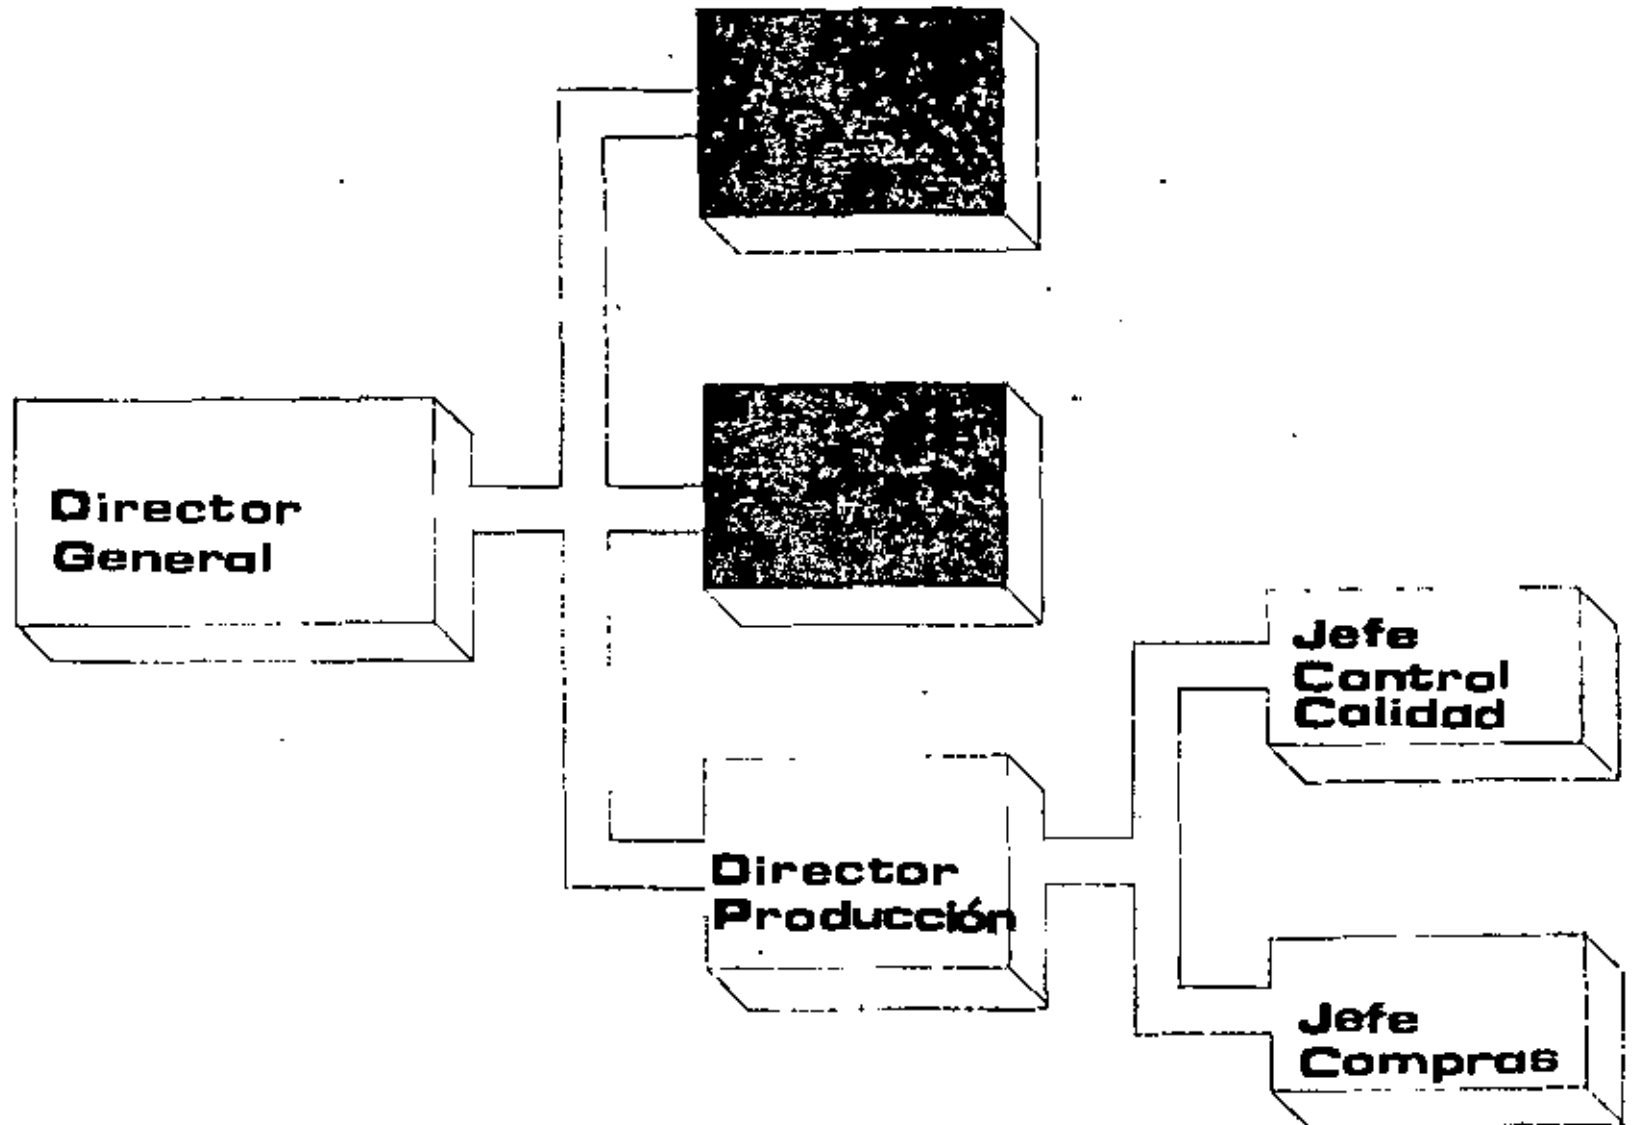 Director
General
Jefe
Control
Calidad
Director
Producción
Jefe
Compras